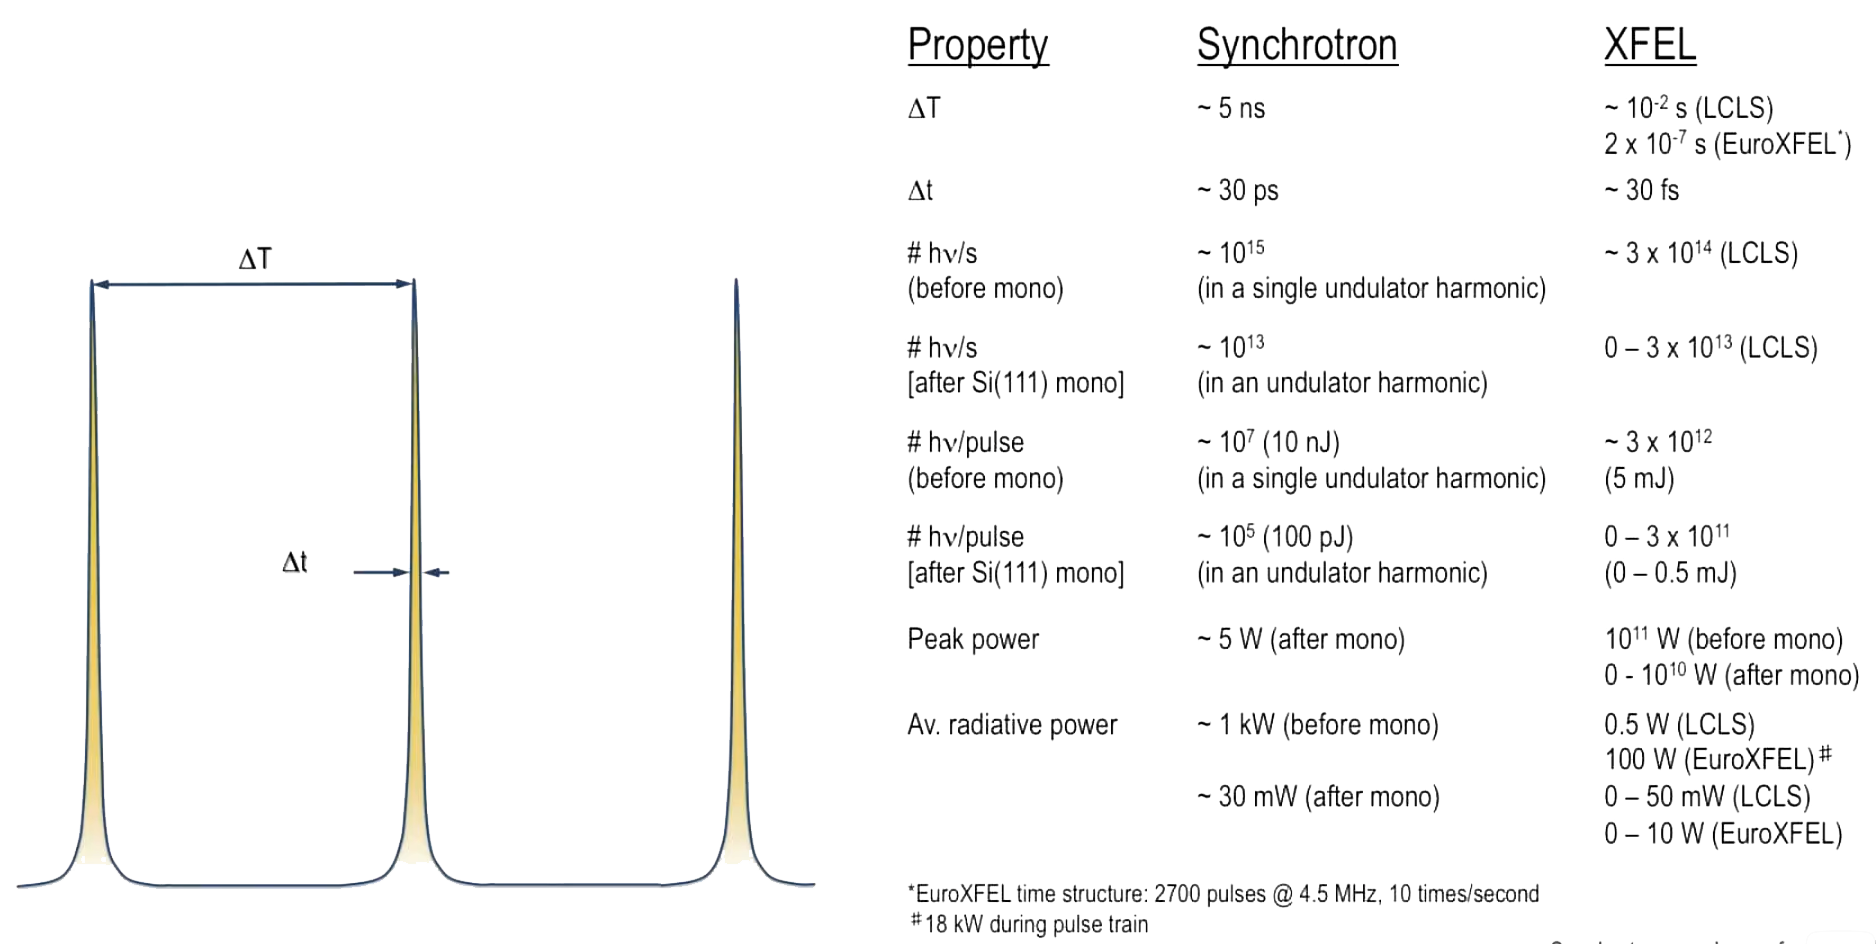 Property Synchrotron XFEL
ΔT ~ 5 ns ~ 10⁻² s (LCLS)
2 x 10⁻⁷ s (EuroXFEL*)
Δt ~ 30 ps ~ 30 fs
ΔT
# hν/s ~ 10¹⁵ ~ 3 x 10¹⁴ (LCLS)
(before mono) (in a single undulator harmonic)
# hν/s ~ 10¹³ 0 – 3 x 10¹³ (LCLS)
[after Si(111) mono] (in an undulator harmonic)
# hν/pulse ~ 10⁷ (10 nJ) ~ 3 x 10¹²
(before mono) (in a single undulator harmonic) (5 mJ)
# hν/pulse ~ 10⁵ (100 pJ) 0 – 3 x 10¹¹
[after Si(111) mono] (in an undulator harmonic) (0 – 0.5 mJ)
Δt
Peak power ~ 5 W (after mono) 10¹¹ W (before mono)
0 - 10¹⁰ W (after mono)
Av. radiative power ~ 1 kW (before mono) 0.5 W (LCLS)
100 W (EuroXFEL)#
~ 30 mW (after mono) 0 – 50 mW (LCLS)
0 – 10 W (EuroXFEL)
*EuroXFEL time structure: 2700 pulses @ 4.5 MHz, 10 times/second
#18 kW during pulse train